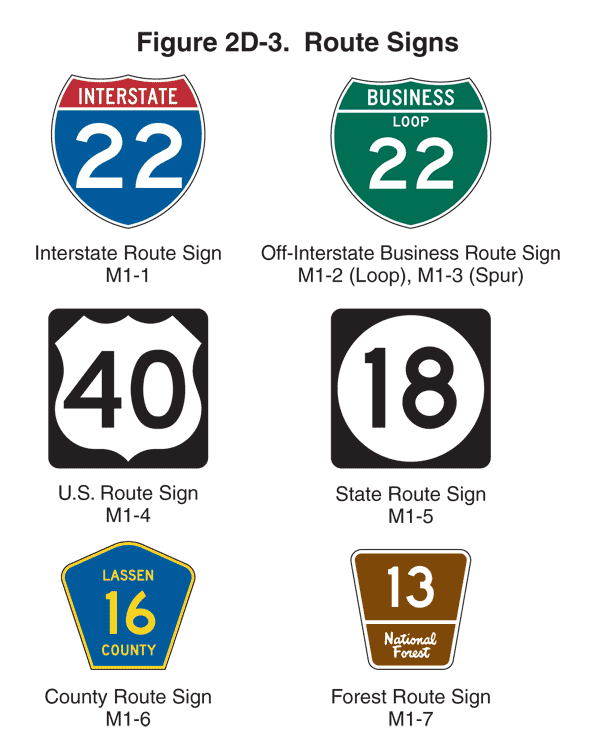 Figure 2D-3. Route Signs
INTERSTATE
22
Interstate Route Sign
M1-1
BUSINESS
LOOP
22
Off-Interstate Business Route Sign
M1-2 (Loop), M1-3 (Spur)
40
U.S. Route Sign
M1-4
18
State Route Sign
M1-5
LASSEN
16
COUNTY
County Route Sign
M1-6
13
National
Forest
Forest Route Sign
M1-7